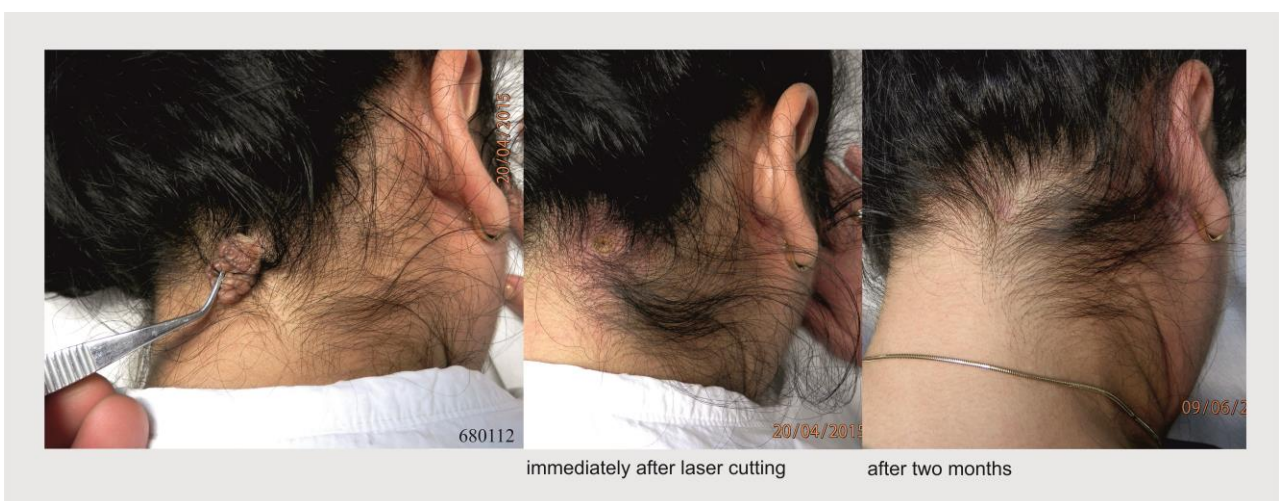 20/04/2015
680112
20/04/2015
09/06/2
immediately after laser cutting
after two months